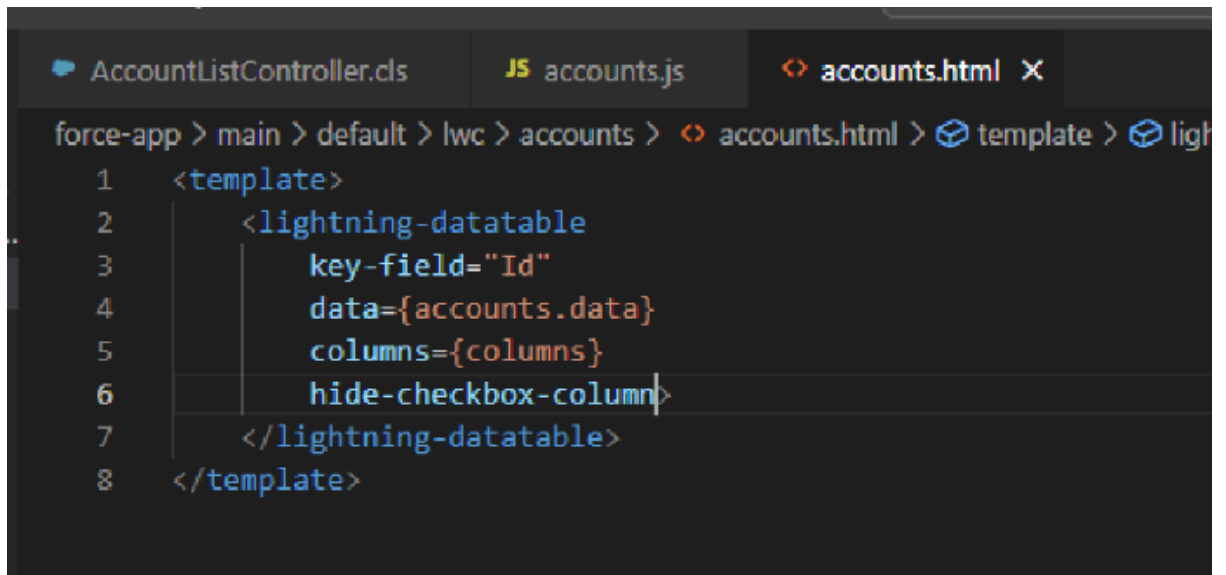 AccountListController.cls JS accounts.js <> accounts.html ×
force-app > main > default > lwc > accounts > <> accounts.html > template > ligh
1 <template>
2 <lightning-datatable
3 key-field="Id"
4 data={accounts.data}
5 columns={columns}
6 hide-checkbox-column>
7 </lightning-datatable>
8 </template>